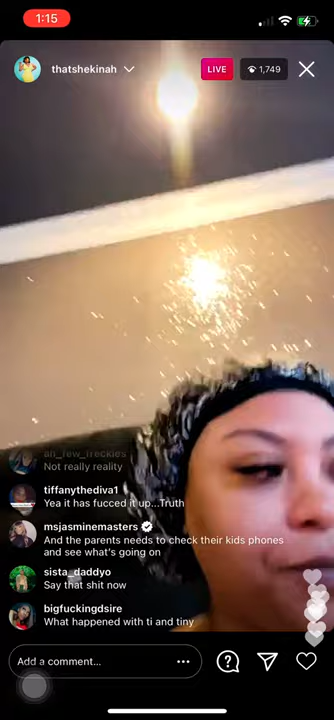 1:15
thatshekinah
LIVE
1,749
an_few_freckles
Not really reality
tiffanythediva1
Yea it has fucced it up...Truth
msjasminemasters
And the parents needs to check their kids phones
and see what's going on
sista_daddyo
Say that shit now
bigfuckingdsire
What happened with ti and tiny
Add a comment...